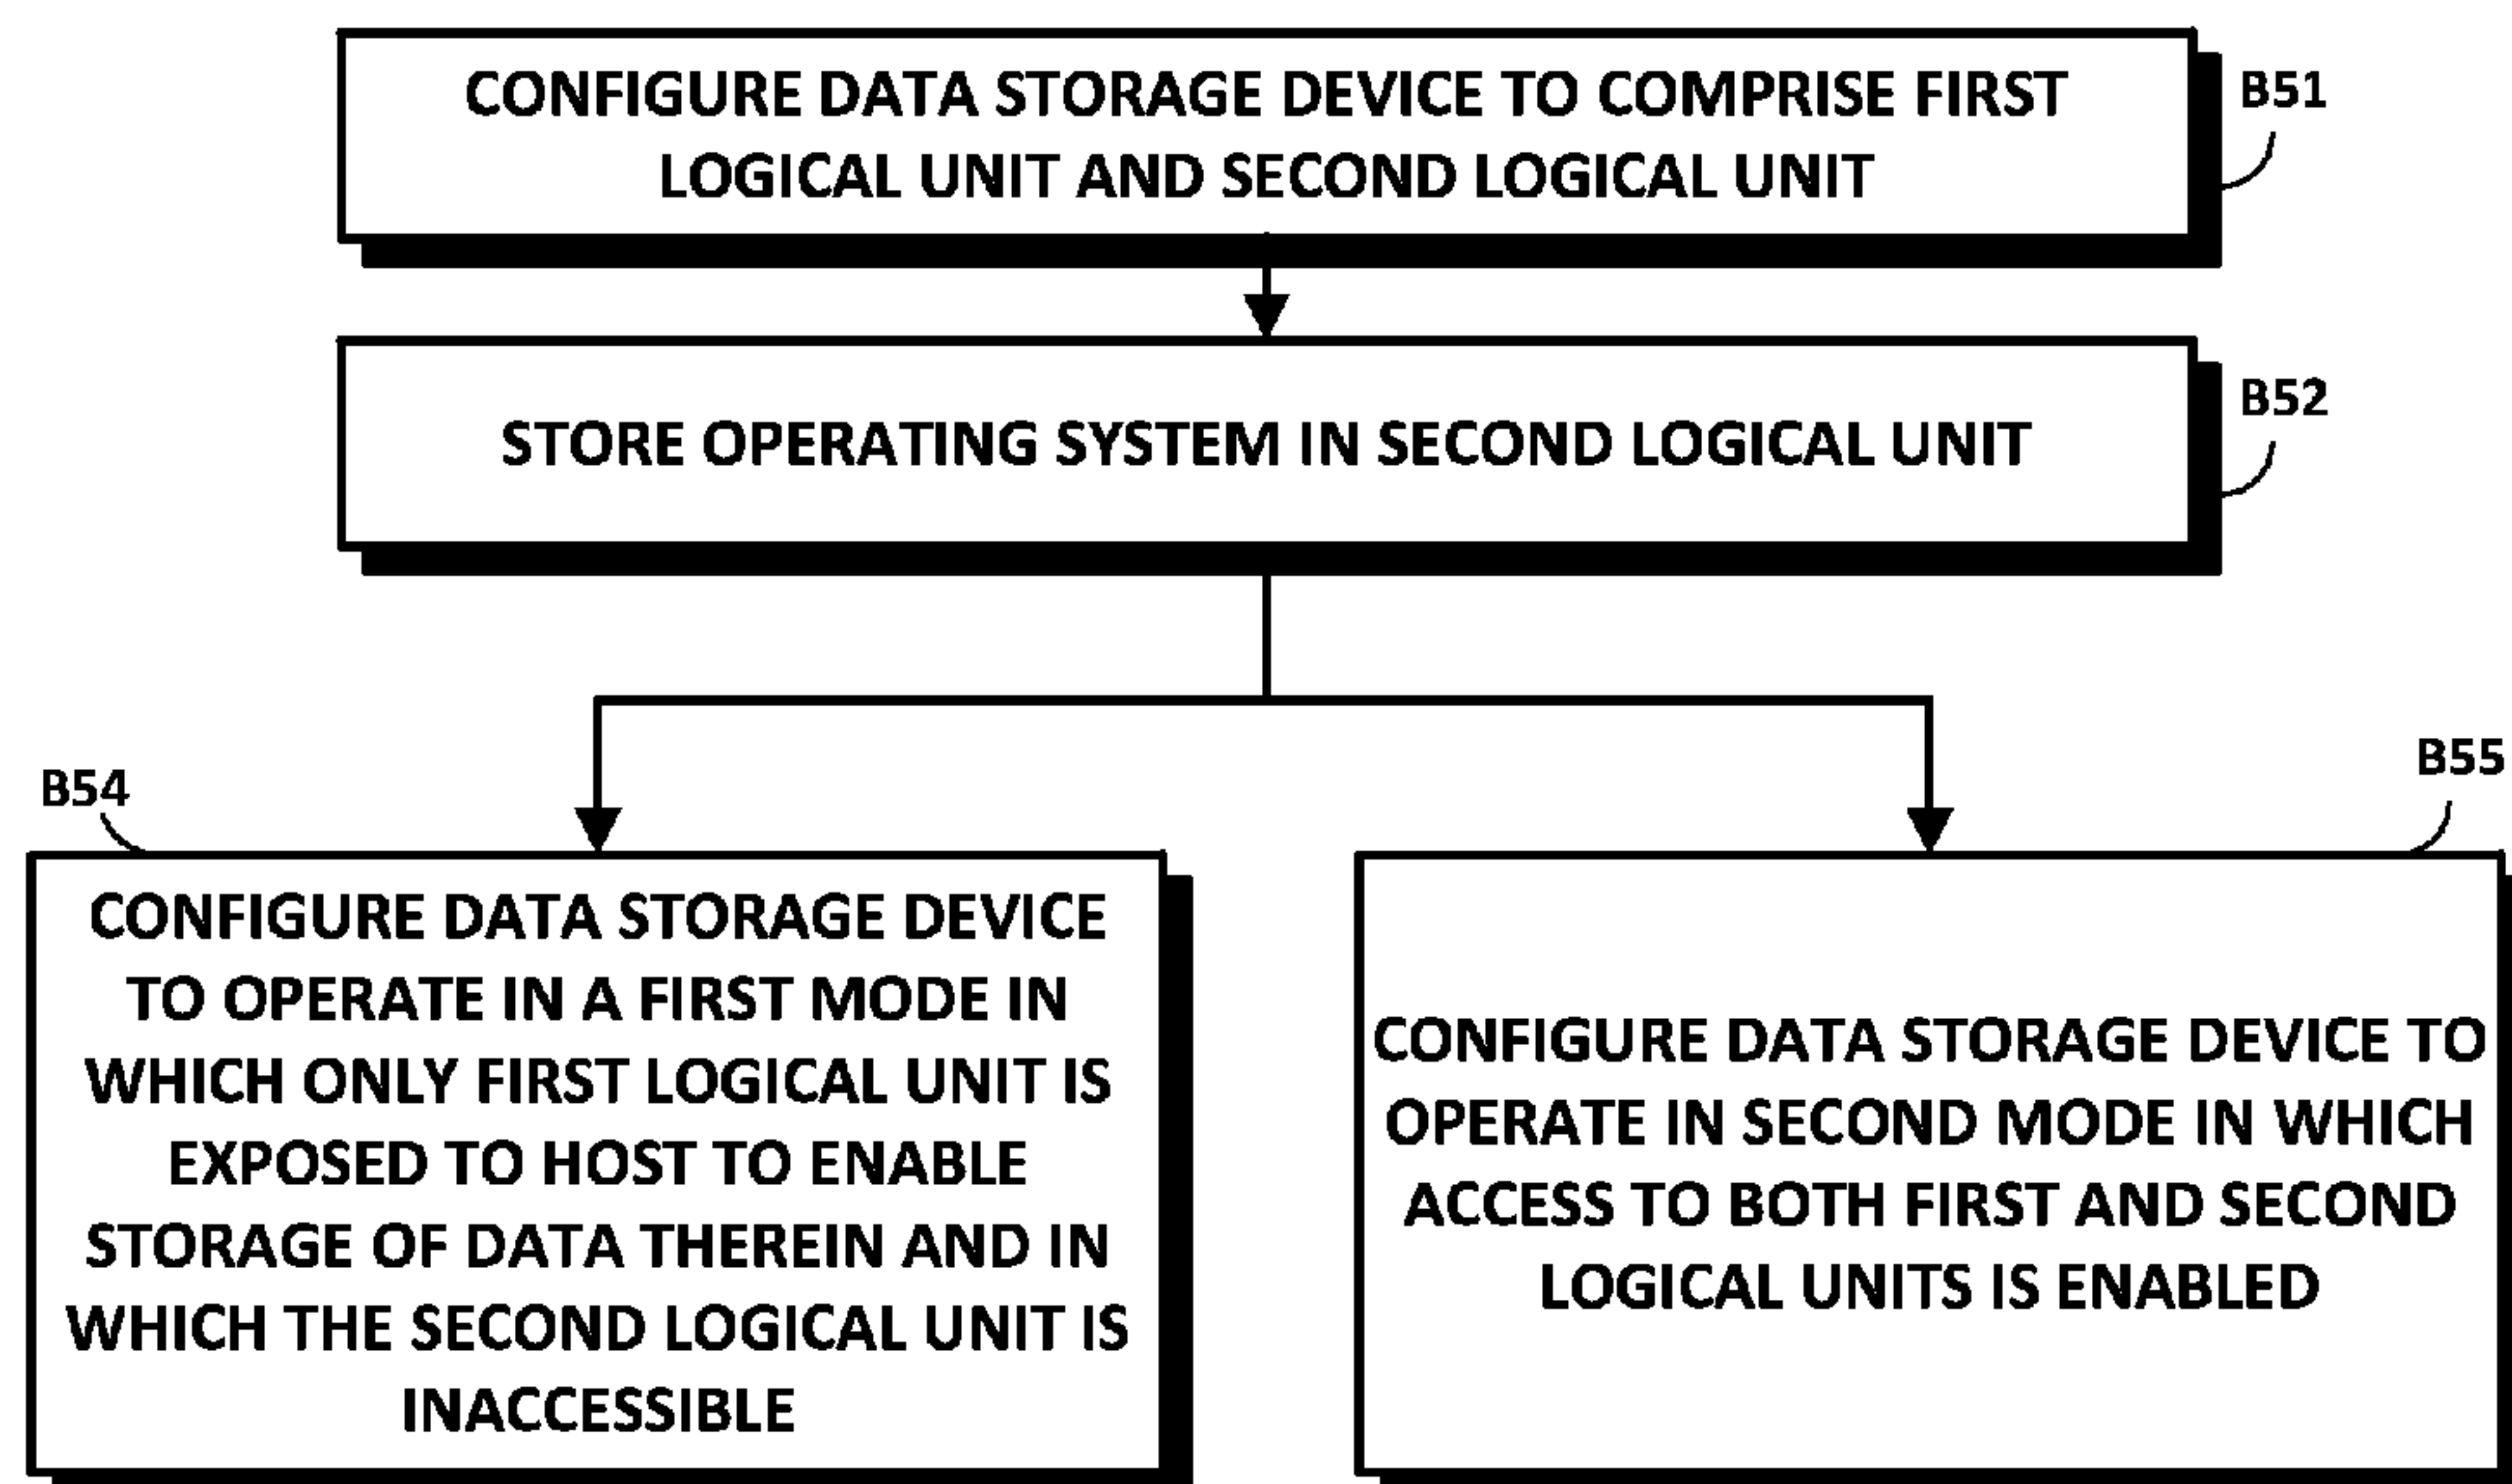 CONFIGURE DATA STORAGE DEVICE TO COMPRISE FIRST
LOGICAL UNIT AND SECOND LOGICAL UNIT
B51
STORE OPERATING SYSTEM IN SECOND LOGICAL UNIT
B52
B54
CONFIGURE DATA STORAGE DEVICE
TO OPERATE IN A FIRST MODE IN
WHICH ONLY FIRST LOGICAL UNIT IS
EXPOSED TO HOST TO ENABLE
STORAGE OF DATA THEREIN AND IN
WHICH THE SECOND LOGICAL UNIT IS
INACCESSIBLE
B55
CONFIGURE DATA STORAGE DEVICE TO
OPERATE IN SECOND MODE IN WHICH
ACCESS TO BOTH FIRST AND SECOND
LOGICAL UNITS IS ENABLED